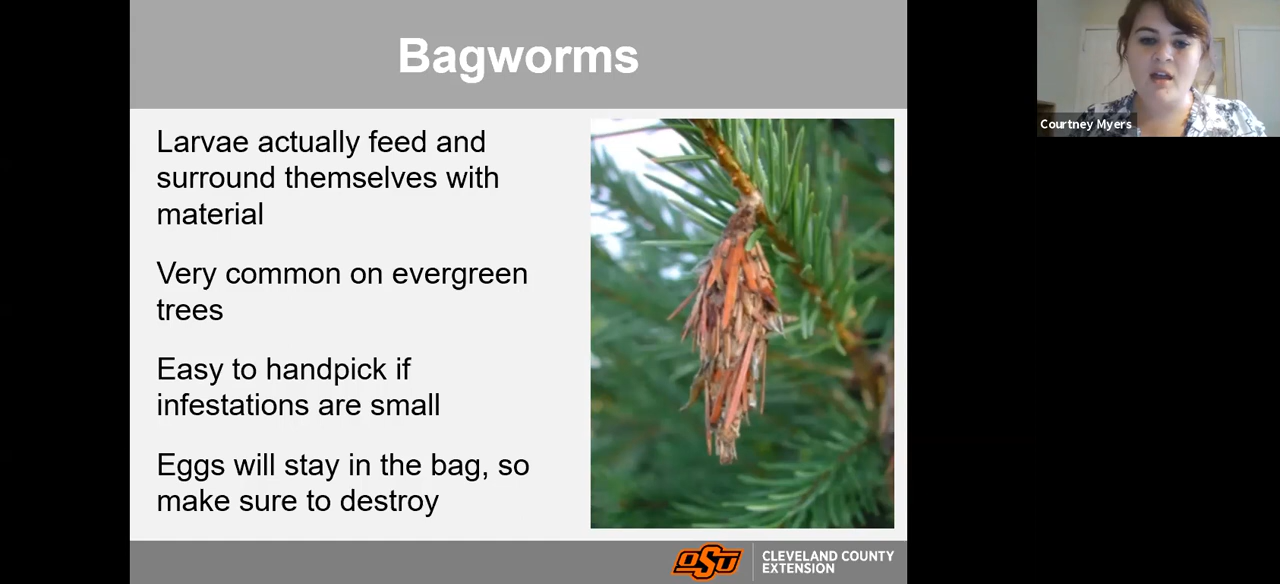 Bagworms
Courtney Myers
Larvae actually feed and
surround themselves with
material
Very common on evergreen
trees
Easy to handpick if
infestations are small
Eggs will stay in the bag, so
make sure to destroy
OSU
CLEVELAND COUNTY
EXTENSION